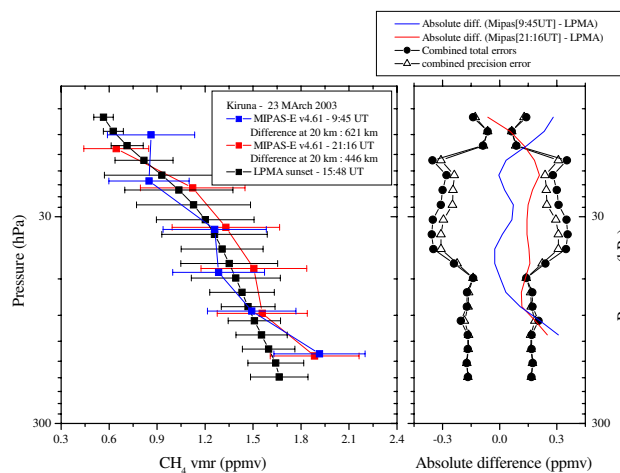 Absolute diff. (Mipas[9:45UT] - LPMA)
Absolute diff. (Mipas[21:16UT] - LPMA)
Combined total errors
combined precision error
Kiruna - 23 MArch 2003
MIPAS-E v4.61 - 9:45 UT
Difference at 20 km : 621 km
MIPAS-E v4.61 - 21:16 UT
Difference at 20 km : 446 km
LPMA sunset - 15:48 UT
30
300
Pressure (hPa)
0.3 0.6 0.9 1.2 1.5 1.8 2.1 2.4
CH4 vmr (ppmv)
30
300
-0.3 0.0 0.3
Absolute difference (ppmv)